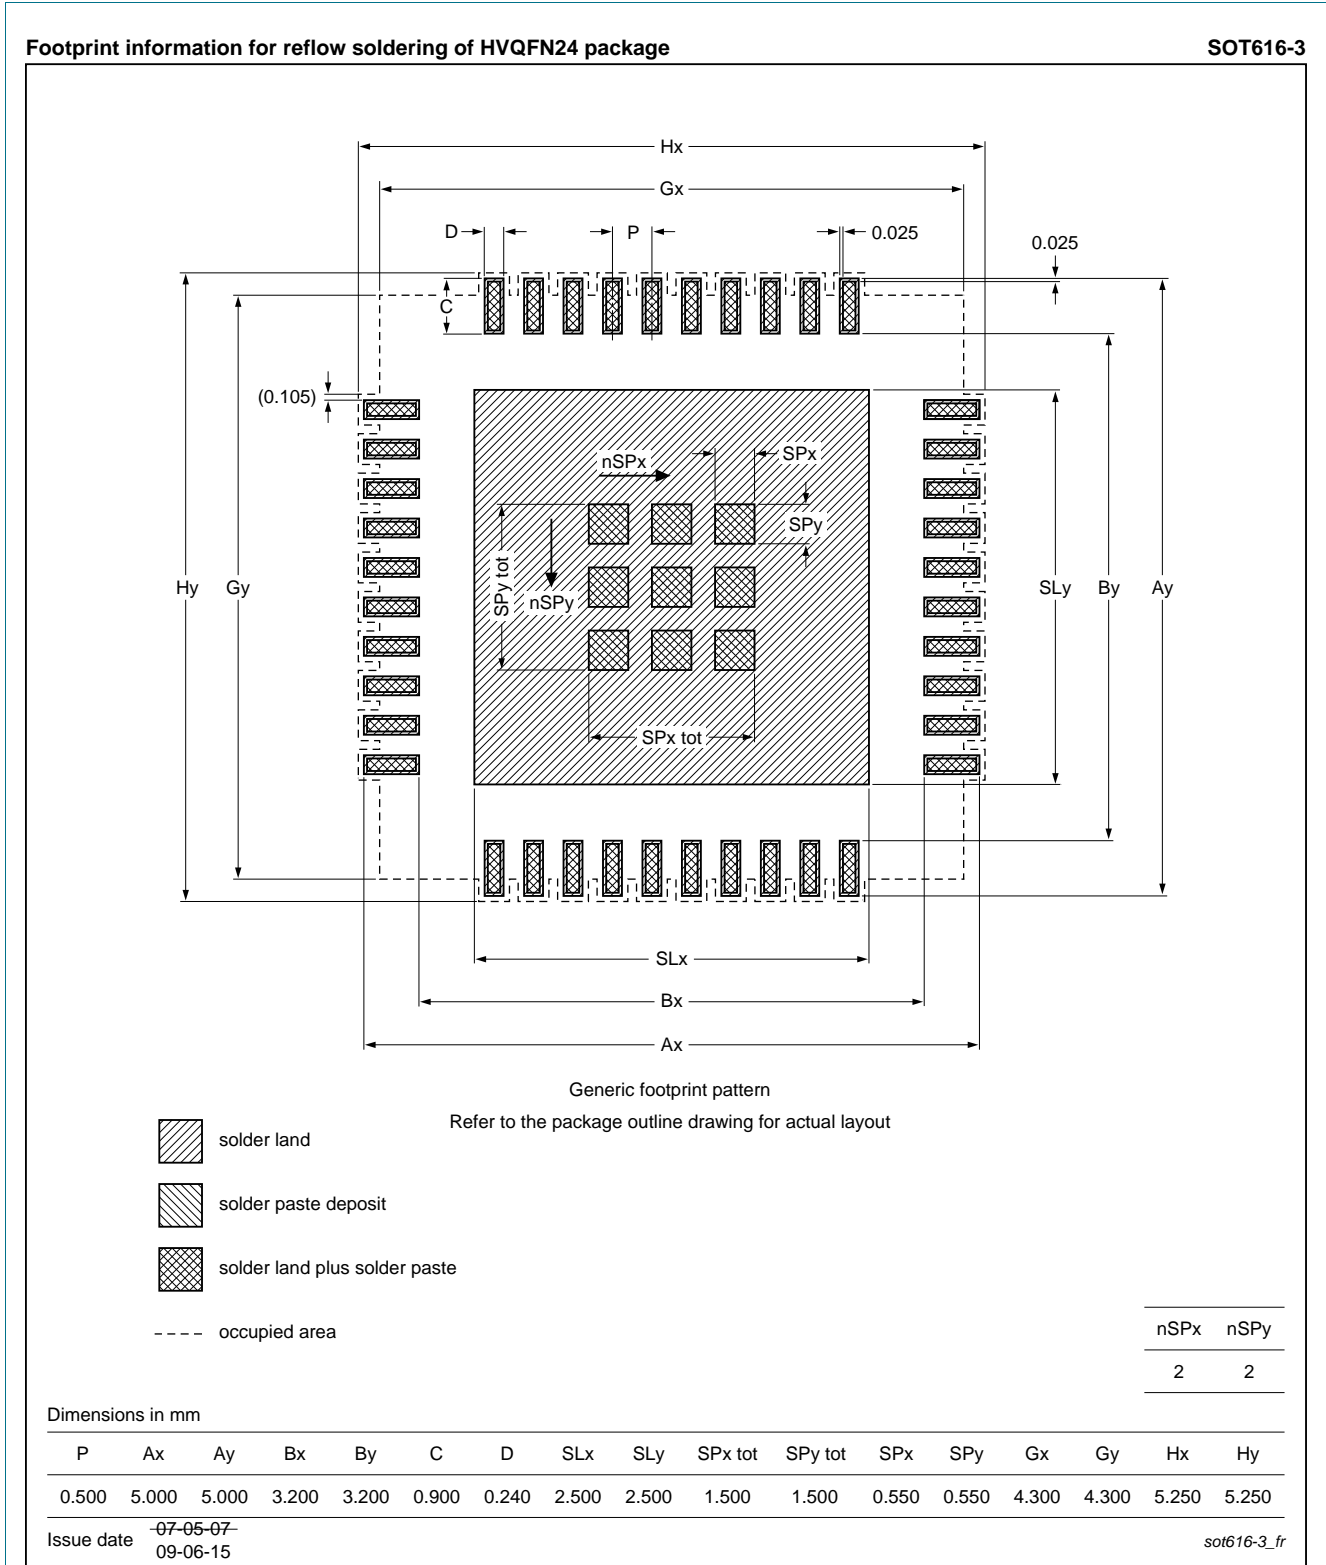 Footprint information for reflow soldering of HVQFN24 package SOT616-3
Hx
Gx
D P 0.025
0.025
C
(0.105)
nSPx SPx
SPy
SPy tot
nSPy
Hy Gy SLy By Ay
SPx tot
SLx
Bx
Ax
Generic footprint pattern
Refer to the package outline drawing for actual layout
solder land
solder paste deposit
solder land plus solder paste
occupied area
nSPx nSPy
2 2
Dimensions in mm
P Ax Ay Bx By C D SLx SLy SPx tot SPy tot SPx SPy Gx Gy Hx Hy
0.500 5.000 5.000 3.200 3.200 0.900 0.240 2.500 2.500 1.500 1.500 0.550 0.550 4.300 4.300 5.250 5.250
Issue date 07-05-07
09-06-15
sot616-3_fr